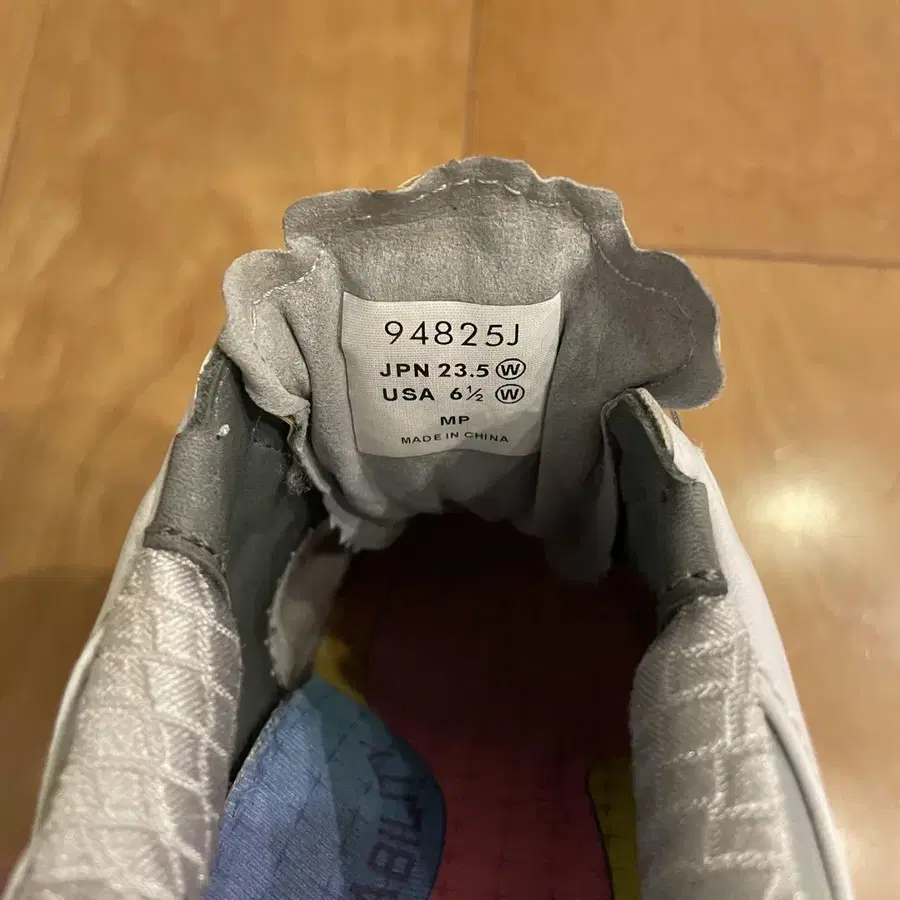 94825J
JPN 23.5 Ⓦ
USA 6½ Ⓦ
MP
MADE IN CHINA